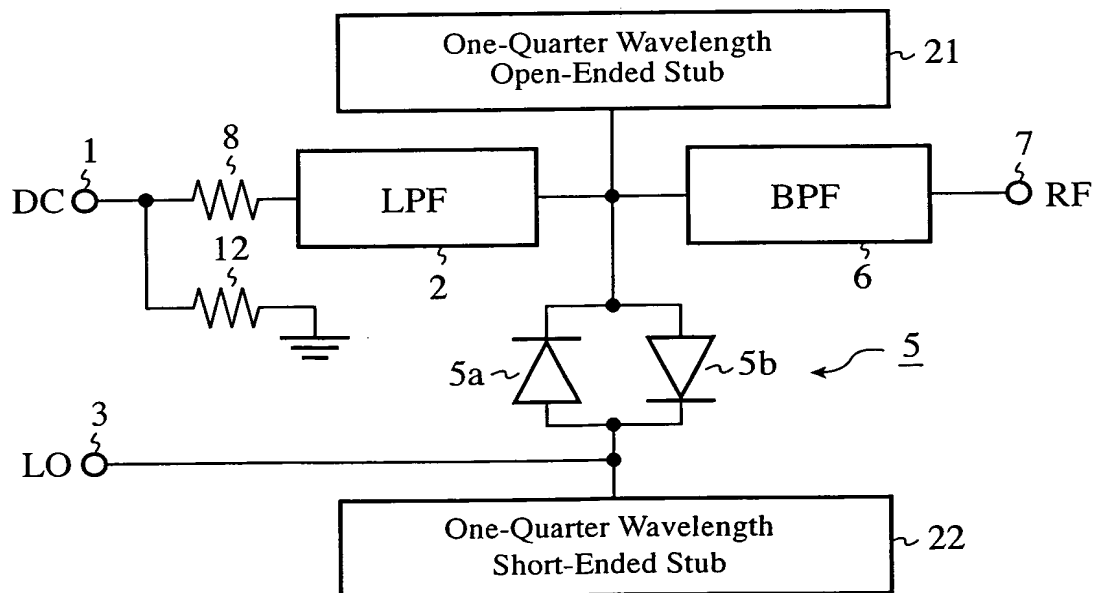 One-Quarter Wavelength
Open-Ended Stub
21
1
8
7
DC
LPF
BPF
RF
12
2
6
5a
5b
5
3
LO
One-Quarter Wavelength
Short-Ended Stub
22